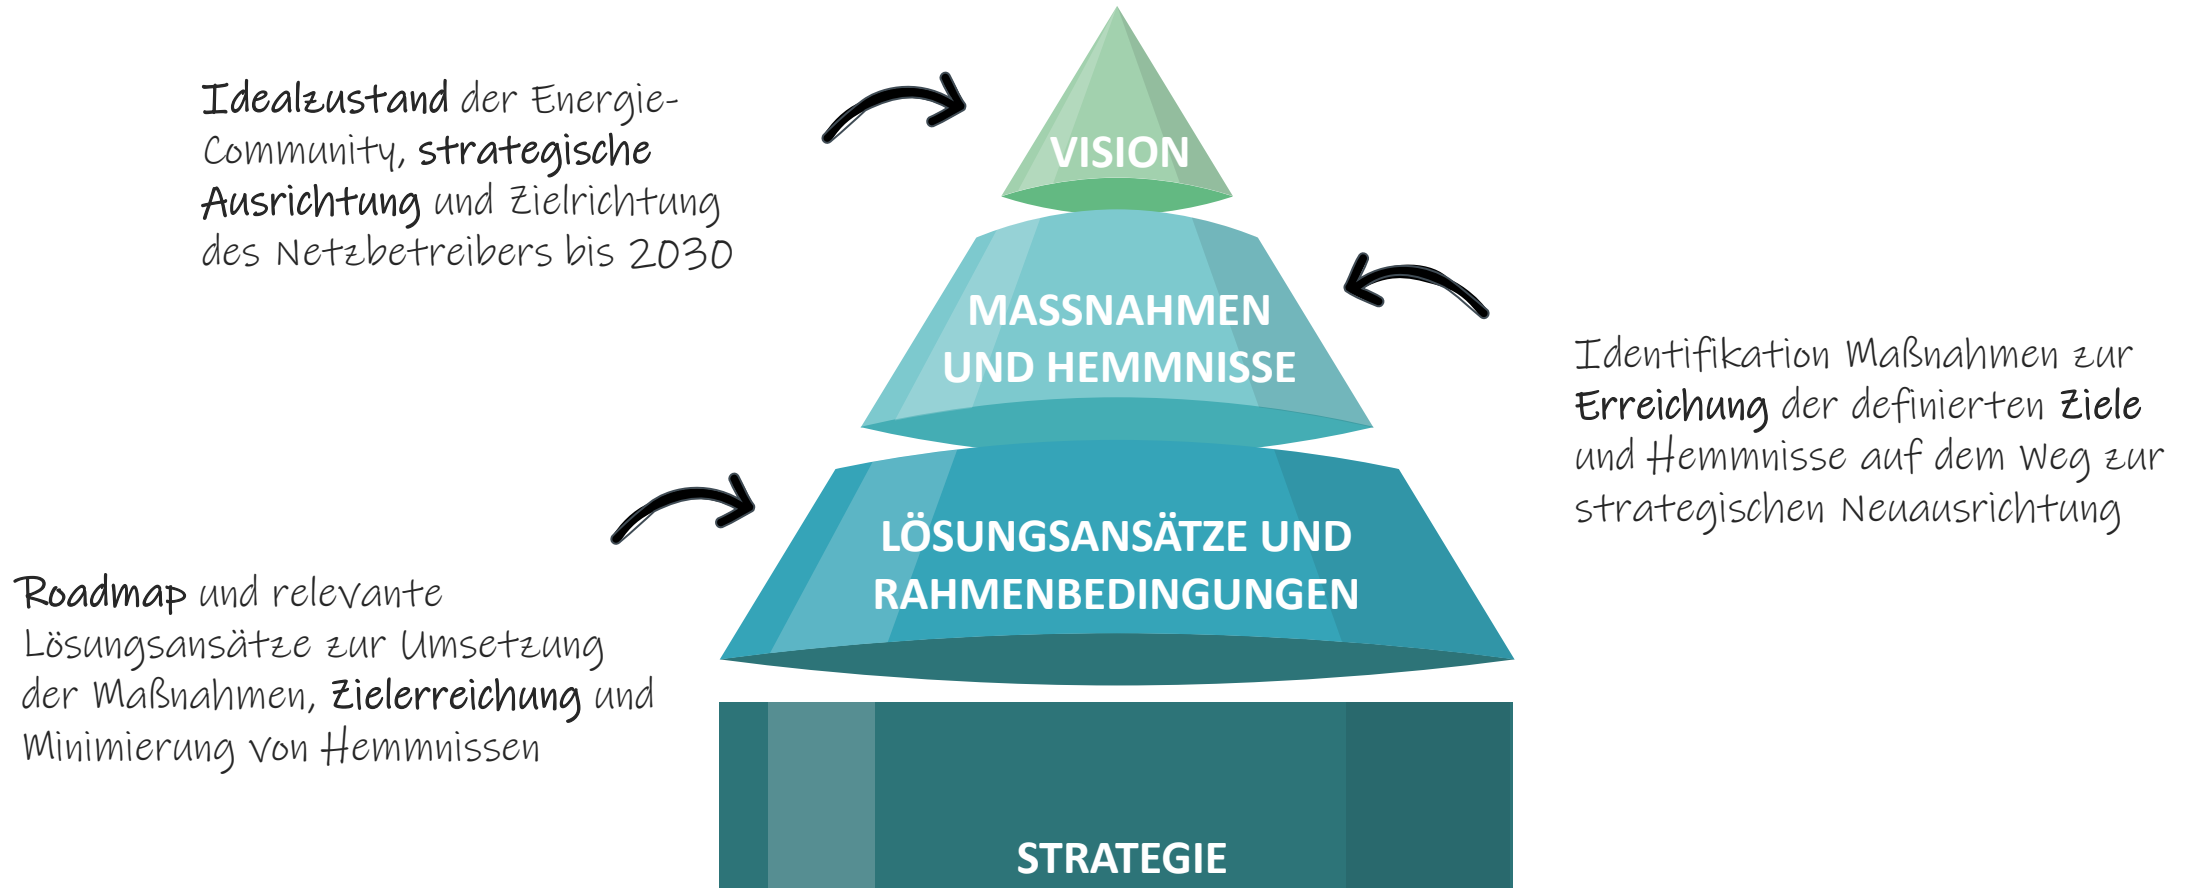 Idealzustand der Energie-
Community, strategische
Ausrichtung und Zielrichtung
des Netzbetreibers bis 2030
VISION
MASSNAHMEN
UND HEMMNISSE
Identifikation Maßnahmen zur
Erreichung der definierten Ziele
und Hemmnisse auf dem Weg zur
strategischen Neuausrichtung
LÖSUNGSANSÄTZE UND
RAHMENBEDINGUNGEN
Roadmap und relevante
Lösungsansätze zur Umsetzung
der Maßnahmen, Zielerreichung und
Minimierung von Hemmnissen
STRATEGIE